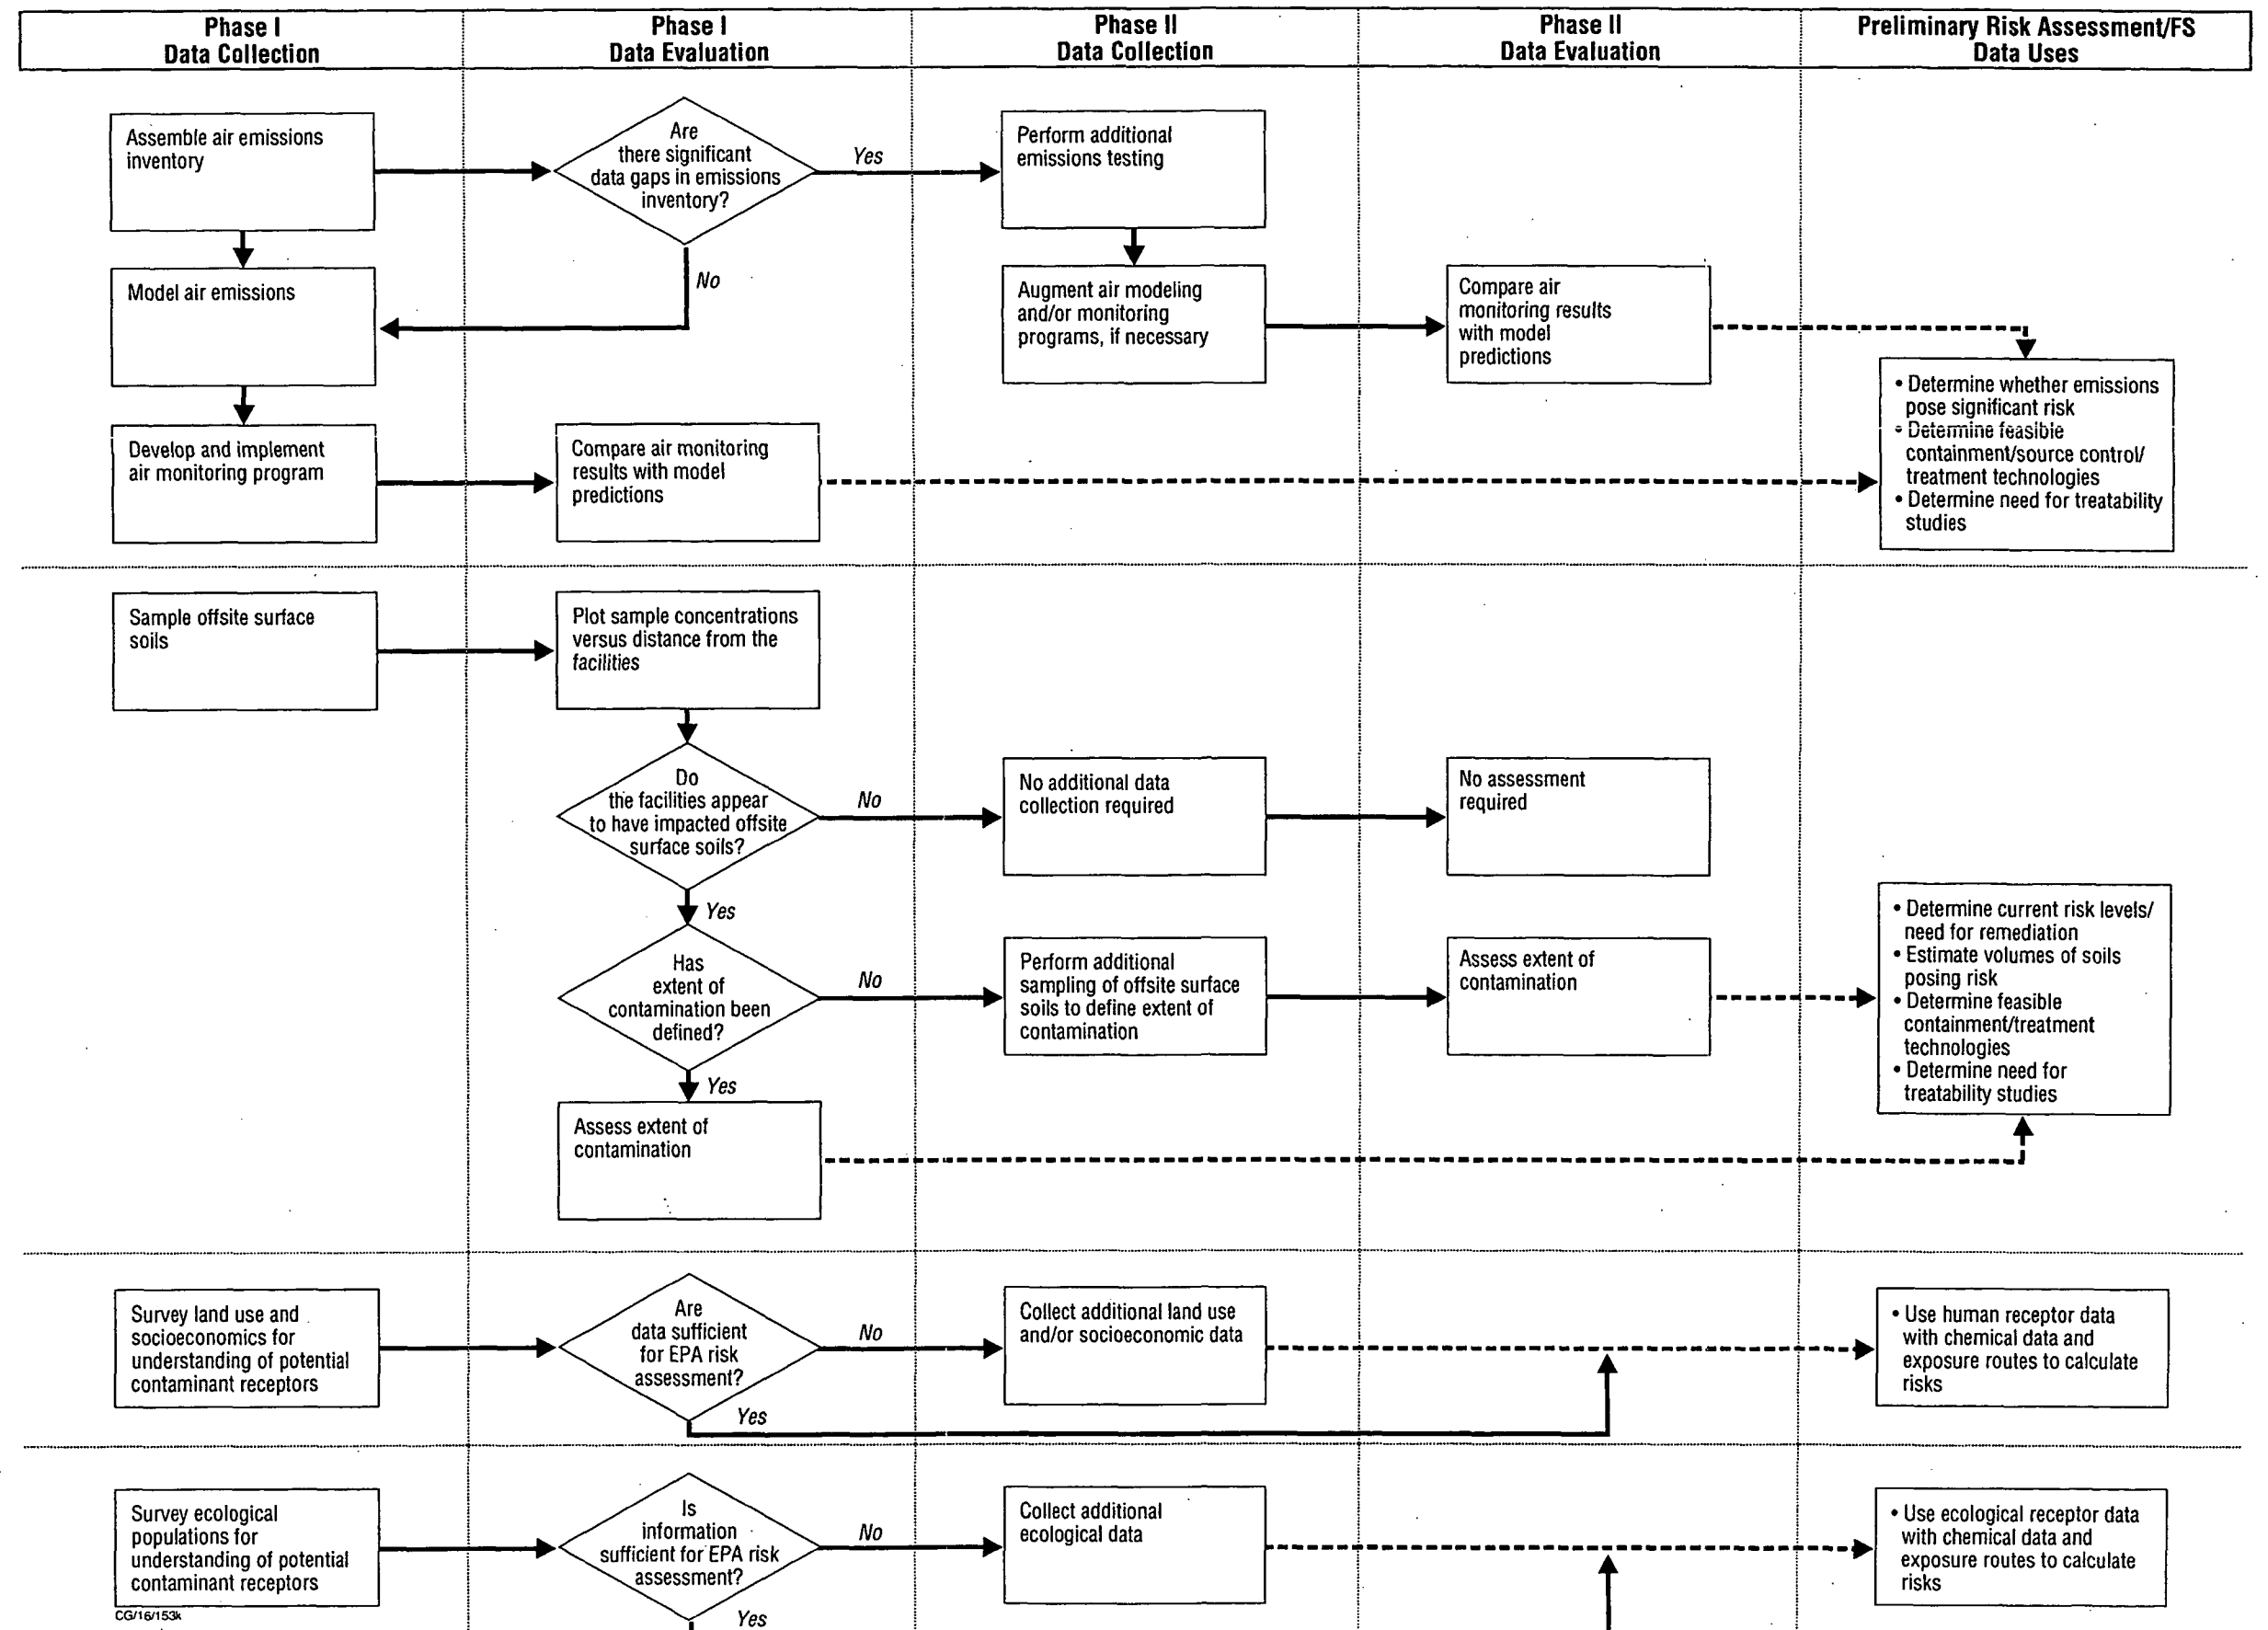 Phase I
Data Collection
Phase I
Data Evaluation
Phase II
Data Collection
Phase II
Data Evaluation
Preliminary Risk Assessment/FS
Data Uses
Assemble air emissions
inventory
Are
there significant
data gaps in emissions
inventory?
Yes
No
Perform additional
emissions testing
Model air emissions
Augment air modeling
and/or monitoring
programs, if necessary
Compare air
monitoring results
with model
predictions
Develop and implement
air monitoring program
Compare air monitoring
results with model
predictions
• Determine whether emissions
pose significant risk
• Determine feasible
containment/source control/
treatment technologies
• Determine need for treatability
studies
Sample offsite surface
soils
Plot sample concentrations
versus distance from the
facilities
Do
the facilities appear
to have impacted offsite
surface soils?
No
Yes
No additional data
collection required
No assessment
required
Has
extent of
contamination been
defined?
No
Yes
Perform additional
sampling of offsite surface
soils to define extent of
contamination
Assess extent of
contamination
• Determine current risk levels/
need for remediation
• Estimate volumes of soils
posing risk
• Determine feasible
containment/treatment
technologies
• Determine need for
treatability studies
Assess extent of
contamination
Survey land use and
socioeconomics for
understanding of potential
contaminant receptors
Are
data sufficient
for EPA risk
assessment?
No
Yes
Collect additional land use
and/or socioeconomic data
• Use human receptor data
with chemical data and
exposure routes to calculate
risks
Survey ecological
populations for
understanding of potential
contaminant receptors
Is
information
sufficient for EPA risk
assessment?
No
Yes
Collect additional
ecological data
• Use ecological receptor data
with chemical data and
exposure routes to calculate
risks
CG/16/153k